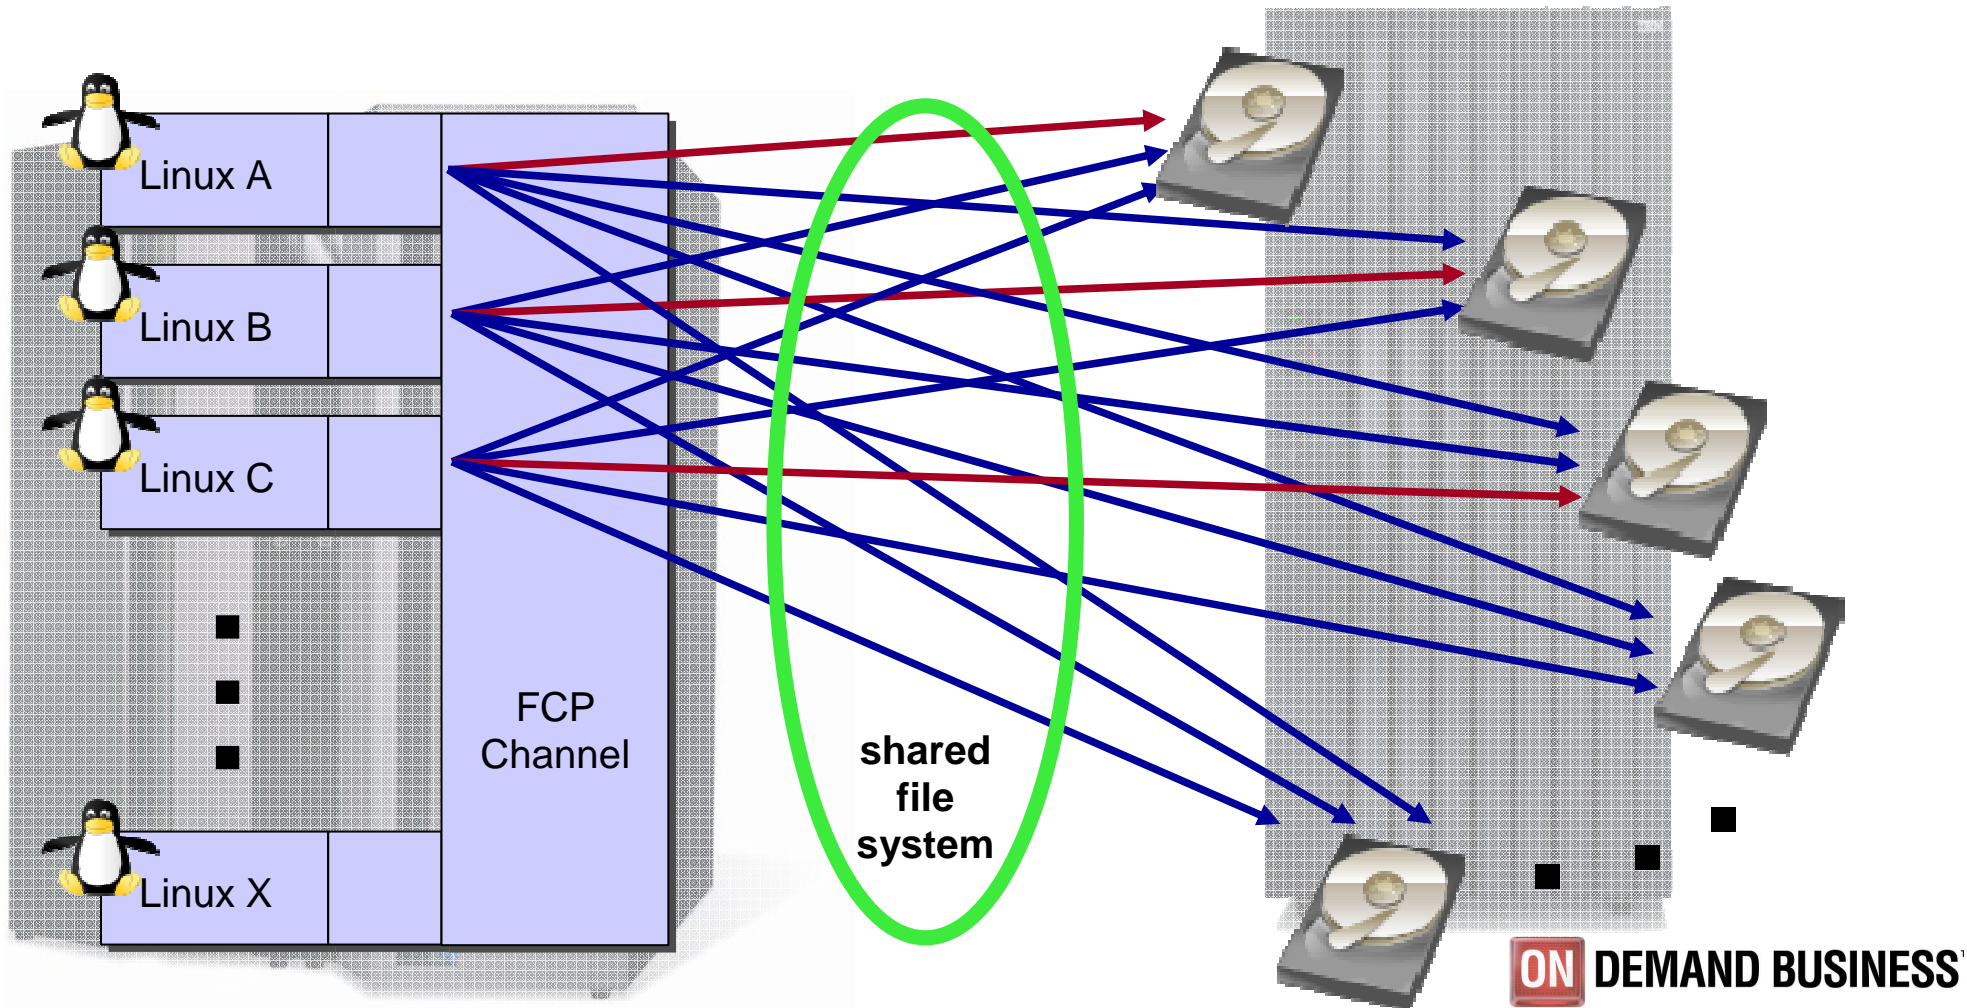 Linux A
Linux B
Linux C
Linux X
FCP
Channel
shared
file
system
ON DEMAND BUSINESS